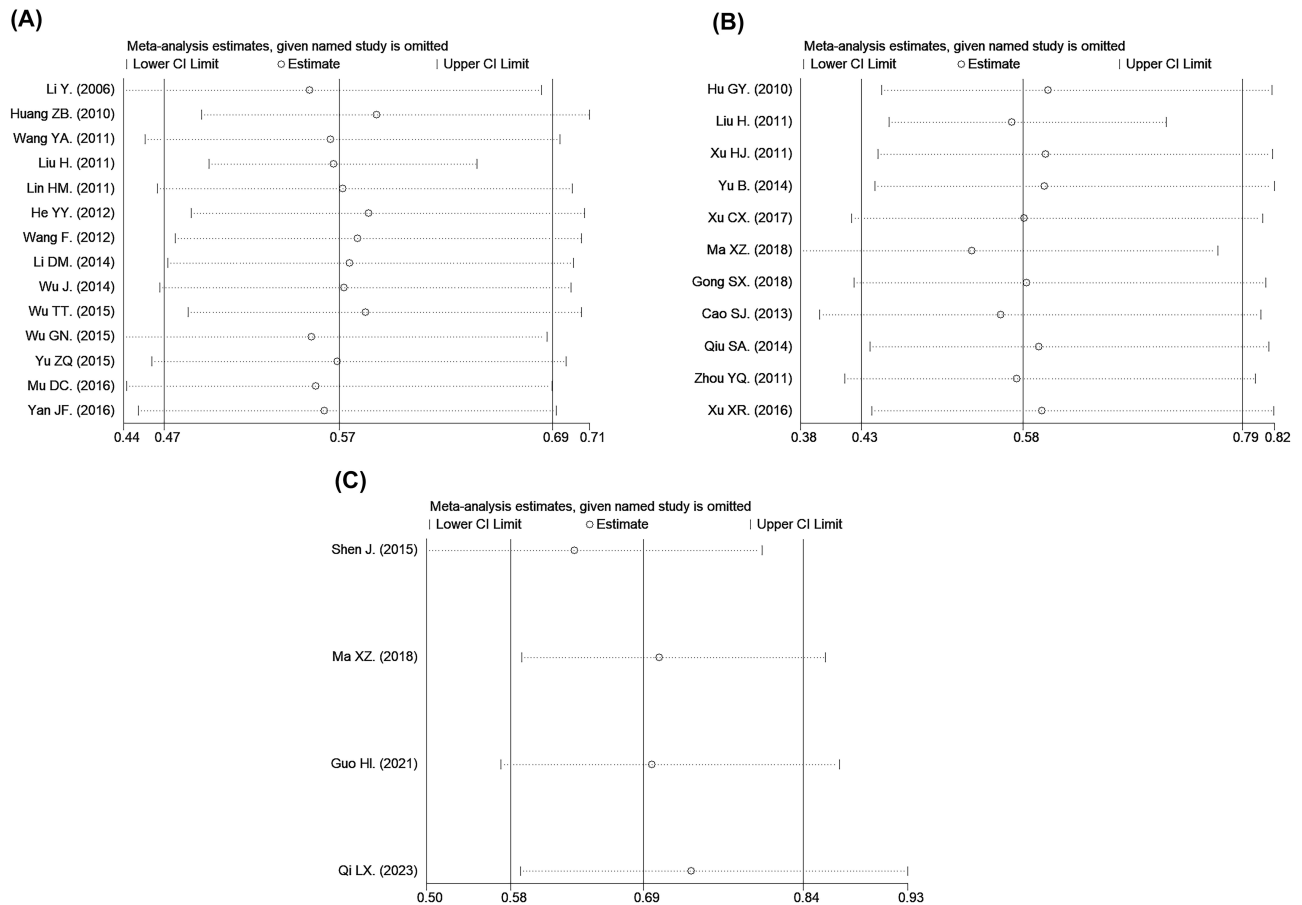 (A)
Meta-analysis estimates, given named study is omitted
| Lower CI Limit ○ Estimate | Upper CI Limit
Li Y. (2006)
Huang ZB. (2010)
Wang YA. (2011)
Liu H. (2011)
Lin HM. (2011)
He YY. (2012)
Wang F. (2012)
Li DM. (2014)
Wu J. (2014)
Wu TT. (2015)
Wu GN. (2015)
Yu ZQ (2015)
Mu DC. (2016)
Yan JF. (2016)
0.44 0.47 0.57 0.69 0.71
(B)
Meta-analysis estimates, given named study is omitted
| Lower CI Limit ○ Estimate | Upper CI Limit
Hu GY. (2010)
Liu H. (2011)
Xu HJ. (2011)
Yu B. (2014)
Xu CX. (2017)
Ma XZ. (2018)
Gong SX. (2018)
Cao SJ. (2013)
Qiu SA. (2014)
Zhou YQ. (2011)
Xu XR. (2016)
0.38 0.43 0.58 0.79 0.82
(C)
Meta-analysis estimates, given named study is omitted
| Lower CI Limit ○ Estimate | Upper CI Limit
Shen J. (2015)
Ma XZ. (2018)
Guo Hl. (2021)
Qi LX. (2023)
0.50 0.58 0.69 0.84 0.93